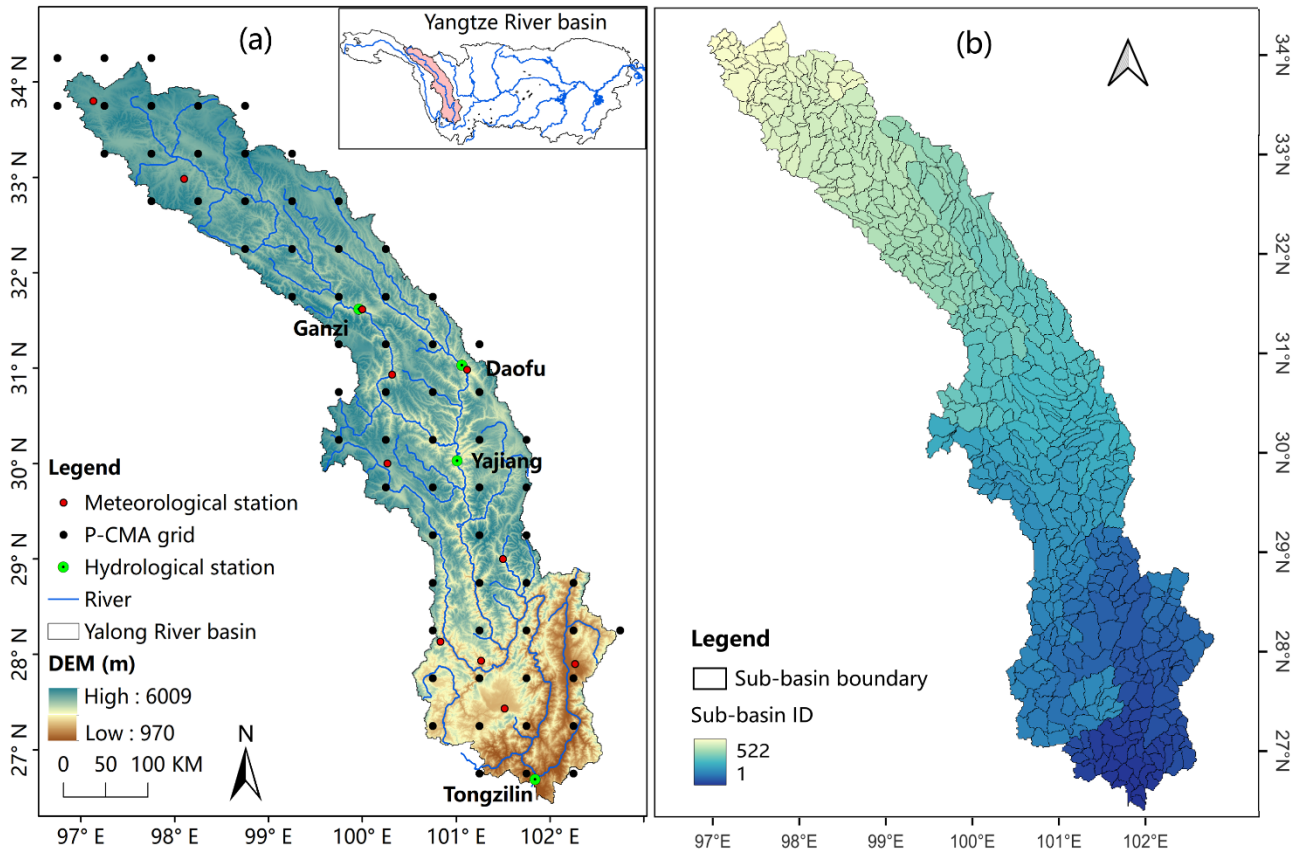 (a)
Yangtze River basin
34° N
33° N
32° N
31° N
30° N
29° N
28° N
27° N
Ganzi
Daofu
Yajiang
Tongzilin
Legend
Meteorological station
P-CMA grid
Hydrological station
River
Yalong River basin
DEM (m)
High : 6009
Low : 970
0 50 100 KM
N
97° E 98° E 99° E 100° E 101° E 102° E
(b)
34°N
33°N
32°N
31°N
30°N
29°N
28°N
27°N
Legend
Sub-basin boundary
Sub-basin ID
522
1
97°E 98°E 99°E 100°E 101°E 102°E